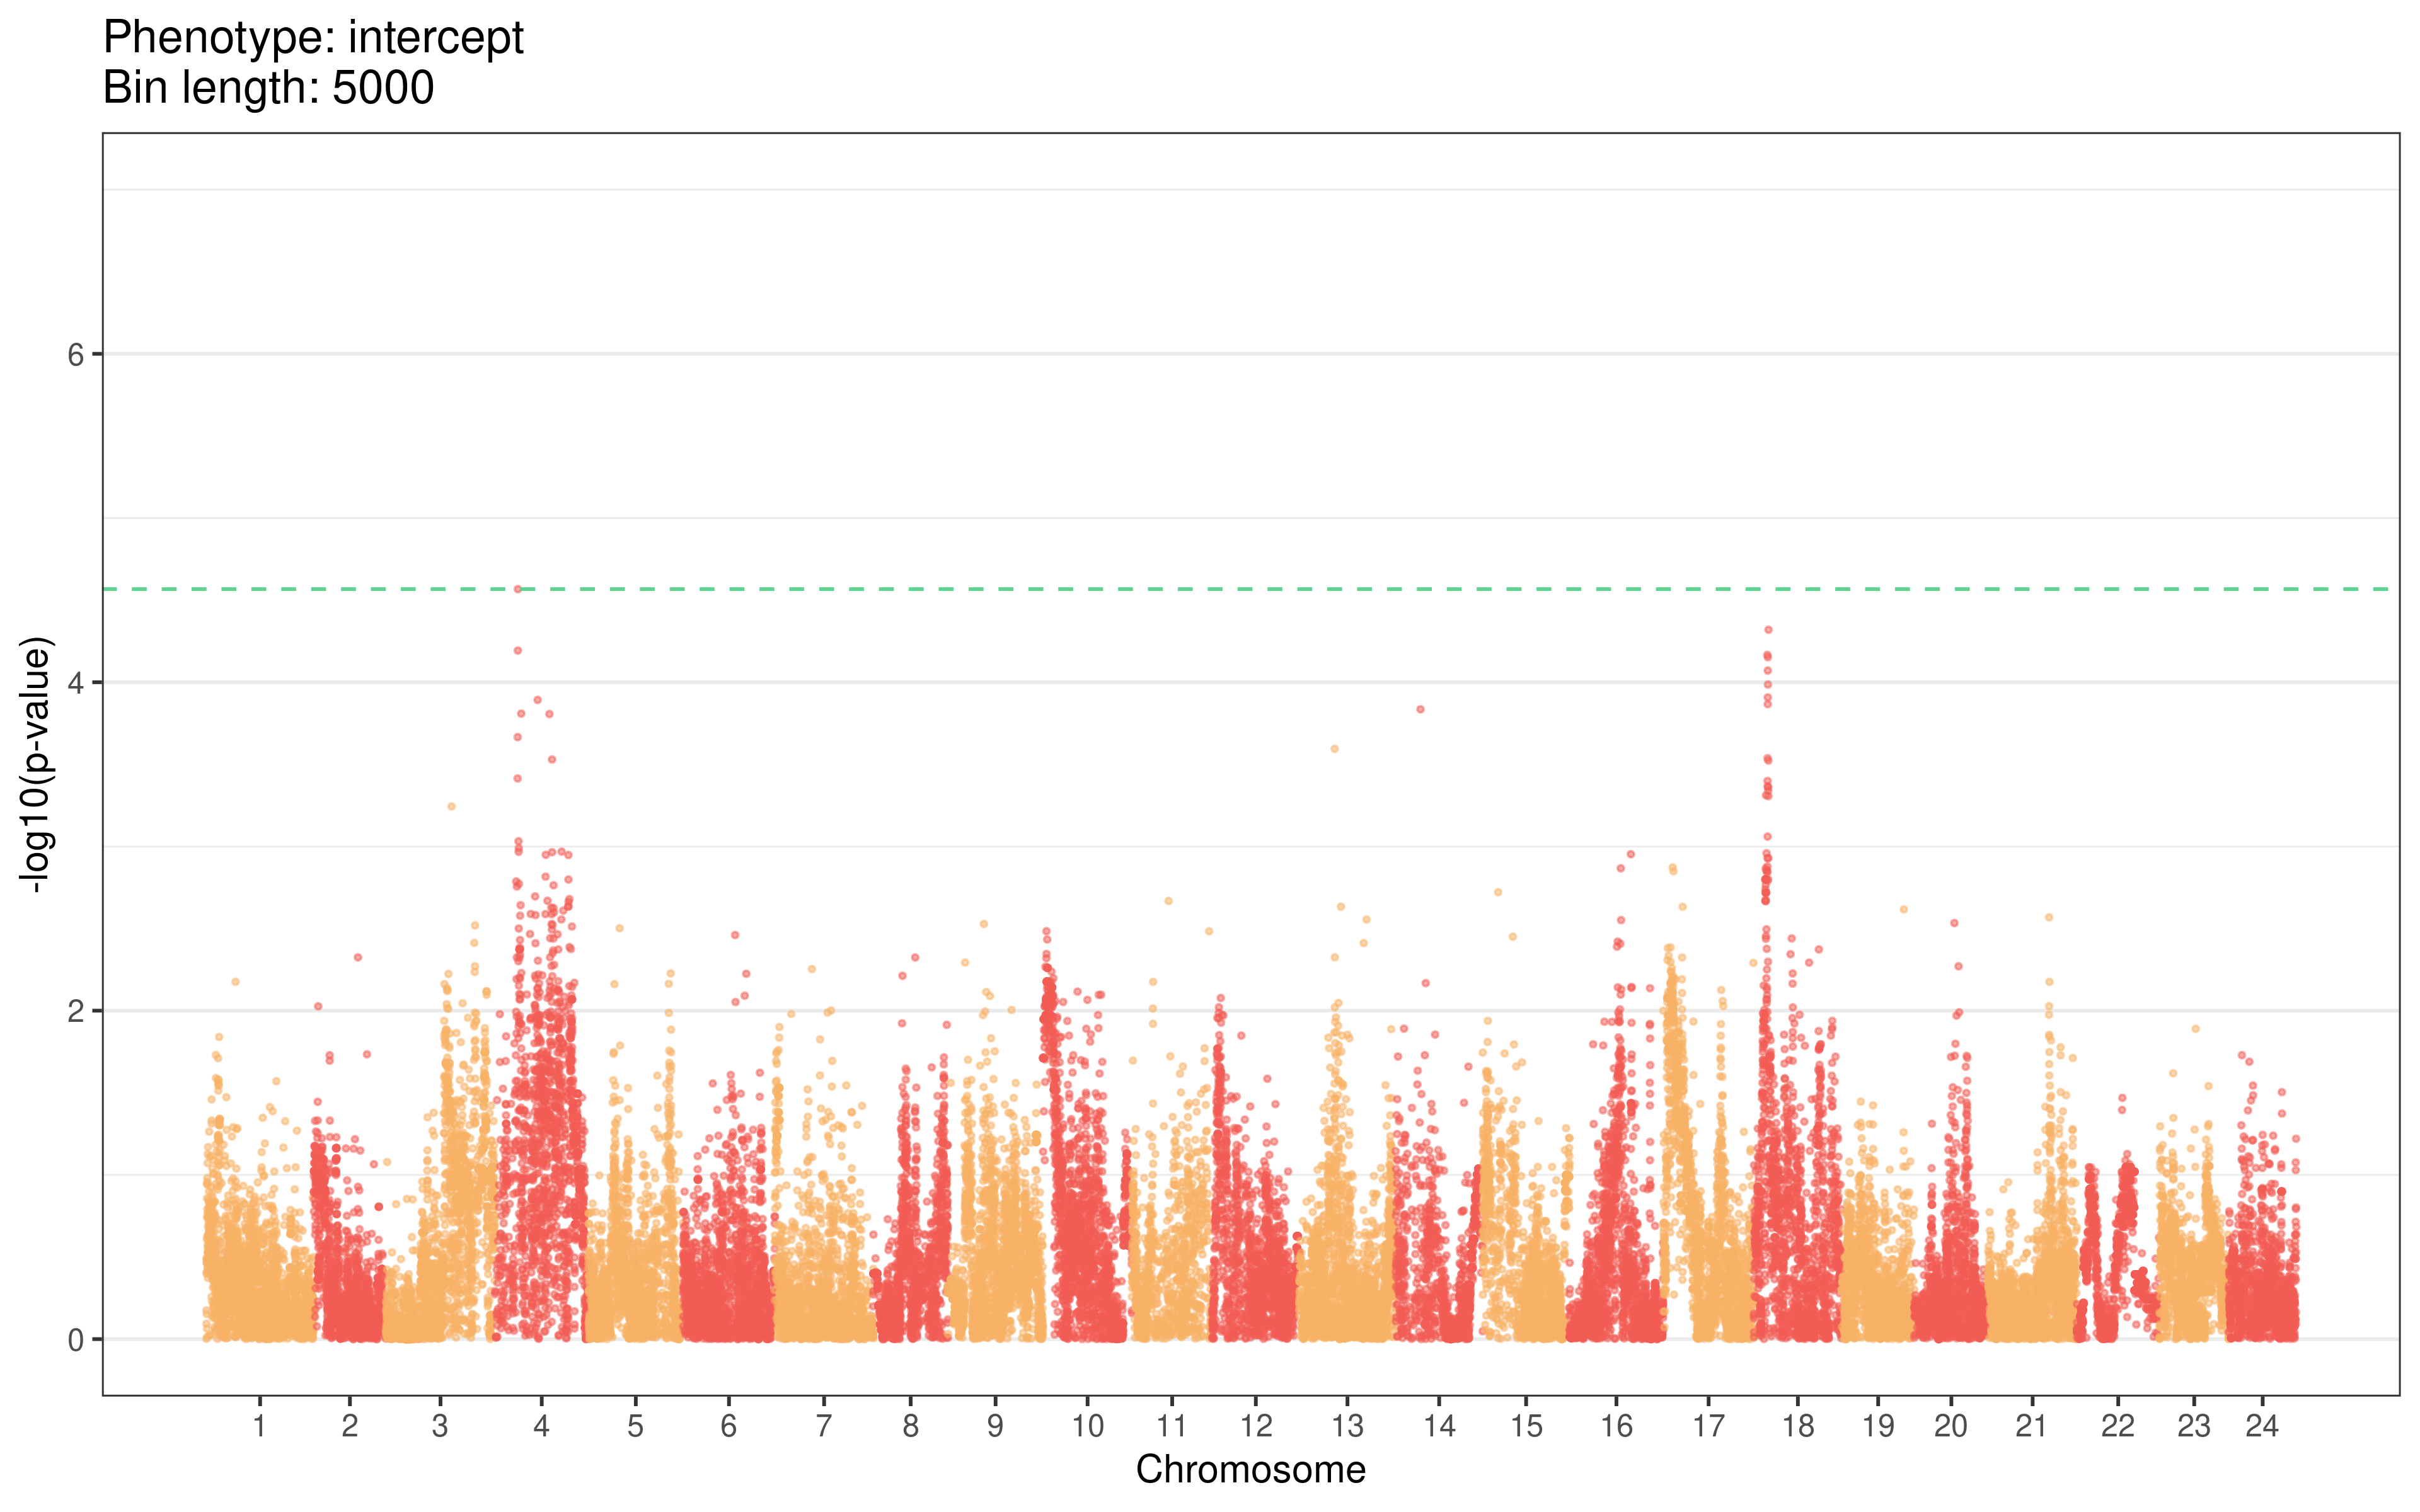 Phenotype: intercept
Bin length: 5000
6
4
2
0
-log10(p-value)
1 2 3 4 5 6 7 8 9 10 11 12 13 14 15 16 17 18 19 20 21 22 23 24
Chromosome